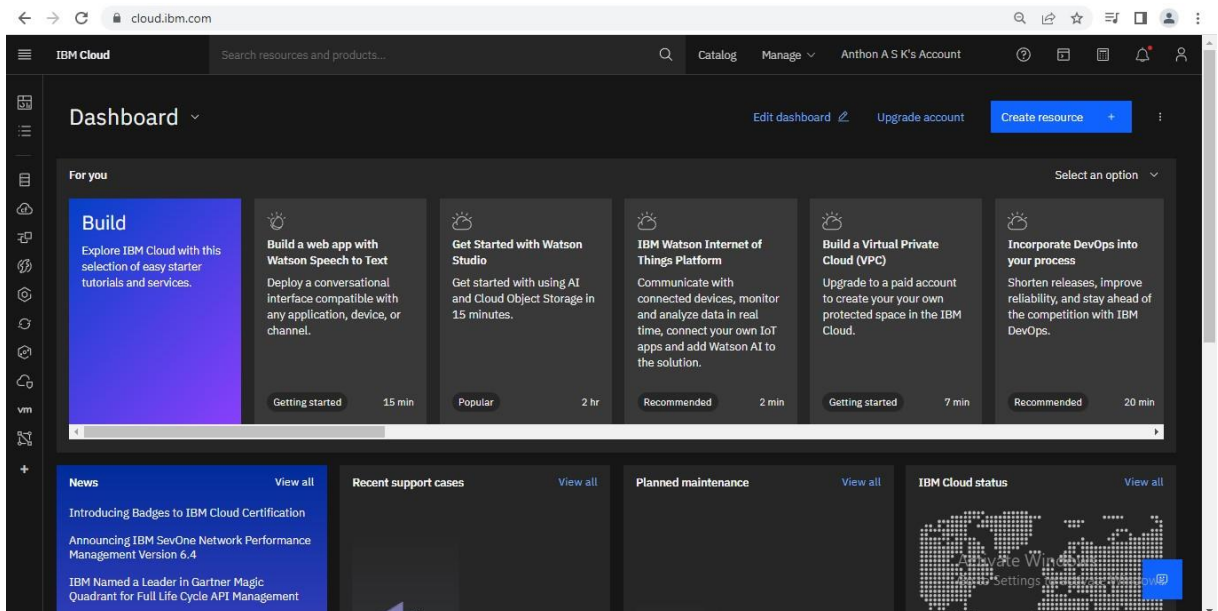 cloud.ibm.com
IBM Cloud
Search resources and products...
Catalog
Manage
Anthon A S K's Account
Dashboard
Edit dashboard
Upgrade account
Create resource +
For you
Select an option
Build
Explore IBM Cloud with this
selection of easy starter
tutorials and services.
Build a web app with
Watson Speech to Text
Deploy a conversational
interface compatible with
any application, device, or
channel.
Getting started 15 min
Get Started with Watson
Studio
Get started with using AI
and Cloud Object Storage in
15 minutes.
Popular 2 hr
IBM Watson Internet of
Things Platform
Communicate with
connected devices, monitor
and analyze data in real
time, connect your own IoT
apps and add Watson AI to
the solution.
Recommended 2 min
Build a Virtual Private
Cloud (VPC)
Upgrade to a paid account
to create your your own
protected space in the IBM
Cloud.
Getting started 7 min
Incorporate DevOps into
your process
Shorten releases, improve
reliability, and stay ahead of
the competition with IBM
DevOps.
Recommended 20 min
vm
News View all
Introducing Badges to IBM Cloud Certification
Announcing IBM SevOne Network Performance
Management Version 6.4
IBM Named a Leader in Gartner Magic
Quadrant for Full Life Cycle API Management
Recent support cases View all
Planned maintenance View all
IBM Cloud status View all
Activate Windows
Settings